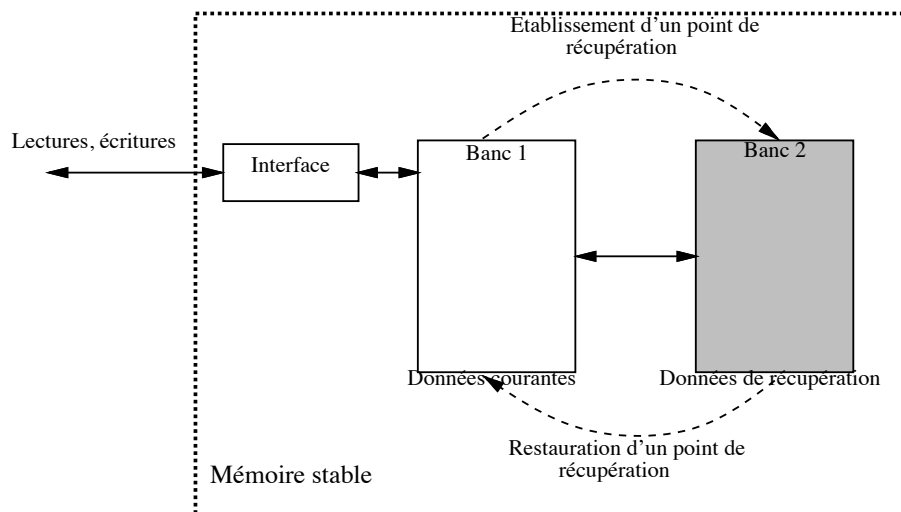 Etablissement d'un point de
récupération
Lectures, écritures
Interface
Banc 1
Banc 2
Données courantes
Données de récupération
Restauration d'un point de
récupération
Mémoire stable